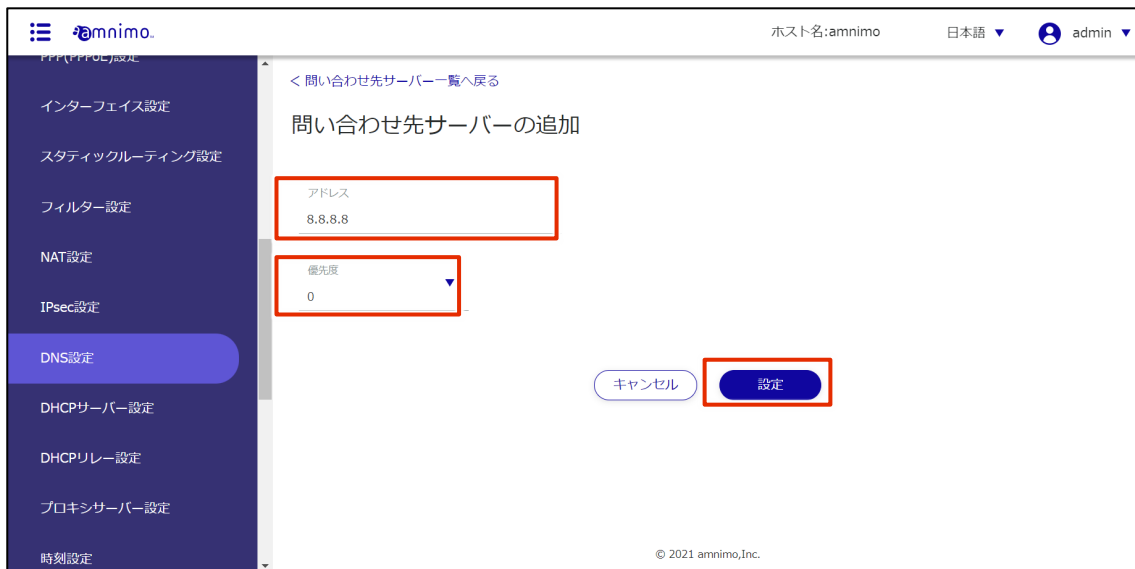 amnimo
ホスト名:amnimo
日本語
admin
PPP(PPPoE)設定
インターフェイス設定
スタティックルーティング設定
フィルター設定
NAT設定
IPsec設定
DNS設定
DHCPサーバー設定
DHCPリレー設定
プロキシサーバー設定
時刻設定
< 問い合わせ先サーバー一覧へ戻る
問い合わせ先サーバーの追加
アドレス
8.8.8.8
優先度
0
キャンセル
設定
© 2021 amnimo,Inc.